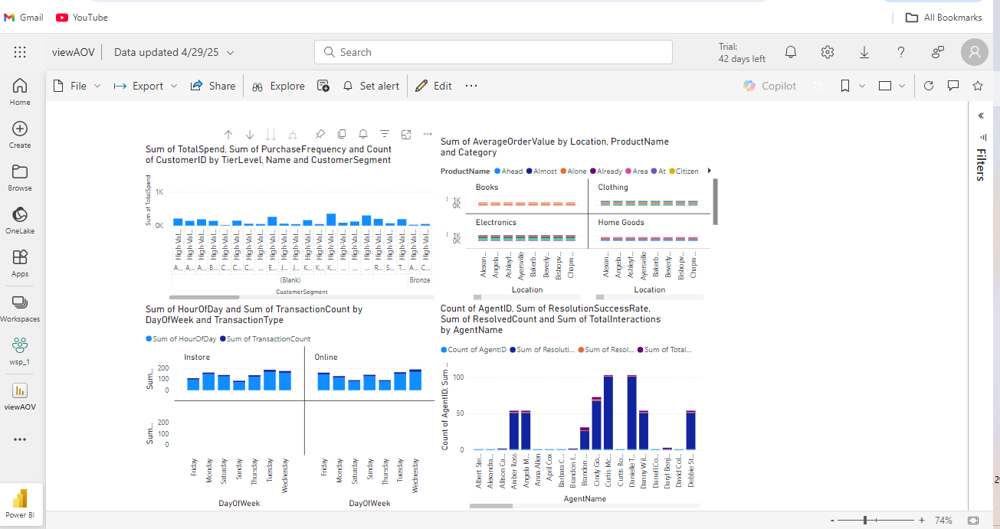 Gmail
YouTube
All Bookmarks
viewAOV
Data updated 4/29/25
Search
Trial:
42 days left
Home
Create
Browse
OneLake
Apps
Workspaces
wsp_1
viewAOV
Power BI
File
Export
Share
Explore
Set alert
Edit
Copilot
Filters
Sum of TotalSpend, Sum of PurchaseFrequency and Count
of CustomerID by TierLevel, Name and CustomerSegment
Sum of TotalSpend
1K
0K
High-Val... High-Val... High-Val... High-Val... High-Val... High-Val... High-Val... High-Val... High-Val... High-Val... High-Val... High-Val... High-Val... High-Val... High-Val... High-Val... High-Val... High-Val... High-Val... High-Val... High-Val... High-Val...
A... A... A... B... C... C... C... ... E... J... J... K... K... K... ... ... ... R... S... T... A... C...
(Blank) Bronze
CustomerSegment
Sum of AverageOrderValue by Location, ProductName
and Category
ProductName Ahead Almost Alone Already Area At Citizen
Books
Clothing
1K
0K
Electronics
Home Goods
1K
0K
Alexan... Angela... Ashleyf... Ayersville Bakerb... Beverly... Bishopv... Chapm...
Alexan... Angela... Ashleyf... Ayersville Bakerb... Beverly... Bishopv... Chapm...
Location
Location
Sum of HourOfDay and Sum of TransactionCount by
DayOfWeek and TransactionType
Sum of HourOfDay Sum of TransactionCount
Instore
Online
Sum...
200
100
0
Sum...
200
100
0
Friday Monday Saturday Sunday Thursday Tuesday Wednesday
Friday Monday Saturday Sunday Thursday Tuesday Wednesday
DayOfWeek
DayOfWeek
Count of AgentID, Sum of ResolutionSuccessRate,
Sum of ResolvedCount and Sum of TotalInteractions
by AgentName
Count of AgentID Sum of Resoluti... Sum of Resol... Sum of Total...
Count of AgentID, Sum ...
100
50
0
Albert Ste... Alexandra... Allison Ca... Amber Ross Angela M... Anna Allen April Cox Barbara C... Brandon J... Brandon ... Cindy Go... Curtis Mc... Curtis Ro... Danielle T... Danny Wil... Darrell Co... Daryl Benj... David Col... Debbie St...
AgentName
74%